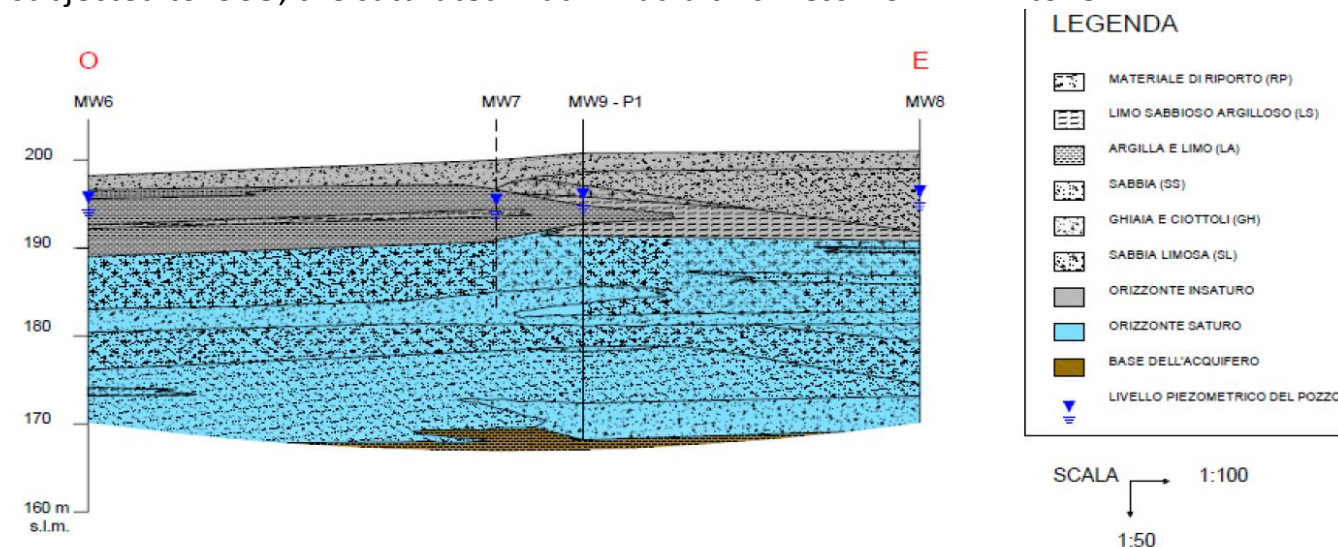 LEGENDA
O
E
MW6
MW7
MW9 - P1
MW8
200
190
180
170
160 m
s.l.m.
MATERIALE DI RIPORTO (RP)
LIMO SABBIOSO ARGILLOSO (LS)
ARGILLA E LIMO (LA)
SABBIA (SS)
GHIAIA E CIOTTOLI (GH)
SABBIA LIMOSA (SL)
ORIZZONTE INSATURO
ORIZZONTE SATURO
BASE DELL'ACQUIFERO
LIVELLO PIEZOMETRICO DEL POZZO
SCALA
1:100
1:50